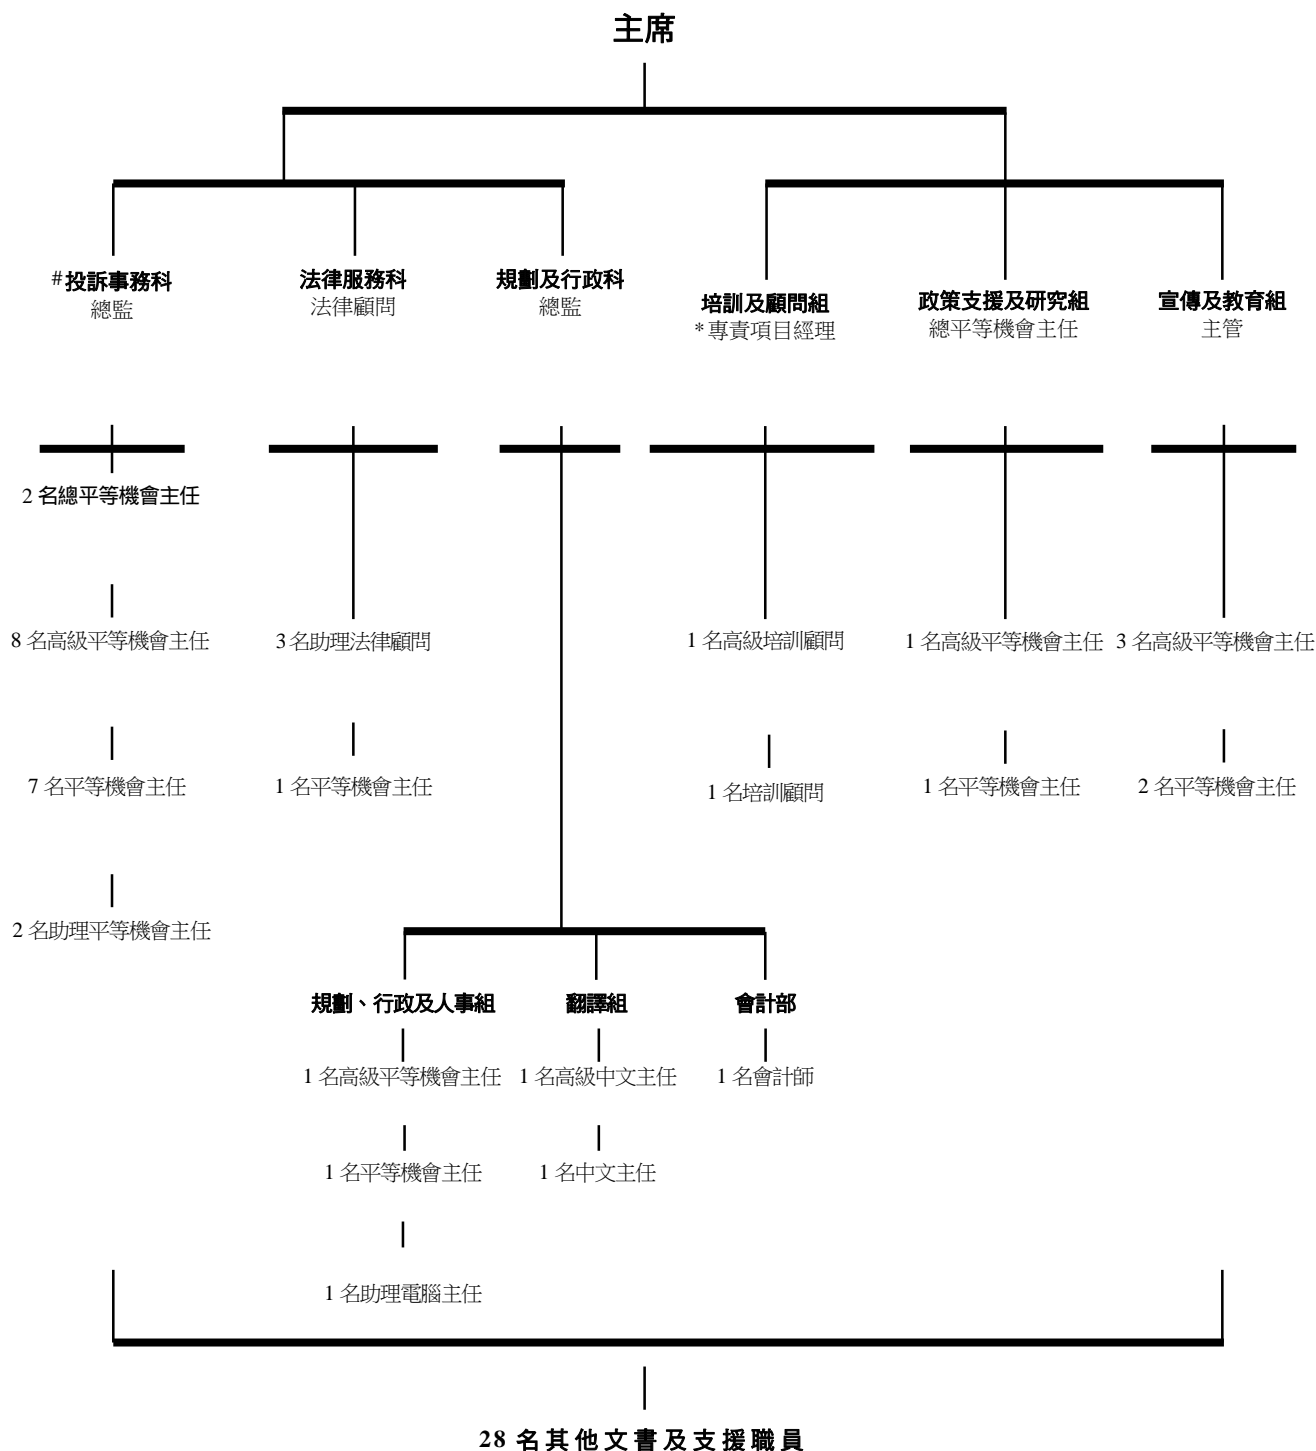 主席
#投訴事務科
總監
法律服務科
法律顧問
規劃及行政科
總監
培訓及顧問組
*專責項目經理
政策支援及研究組
總平等機會主任
宣傳及教育組
主管
2 名總平等機會主任
8 名高級平等機會主任
3名助理法律顧問
1 名高級培訓顧問
1 名高級平等機會主任
3 名高級平等機會主任
7 名平等機會主任
1 名平等機會主任
1 名培訓顧問
1 名平等機會主任
2 名平等機會主任
2 名助理平等機會主任
規劃、行政及人事組
翻譯組
會計部
1 名高級平等機會主任
1 名高級中文主任
1 名會計師
1 名平等機會主任
1 名中文主任
1 名助理電腦主任
28 名其他文書及支援職員